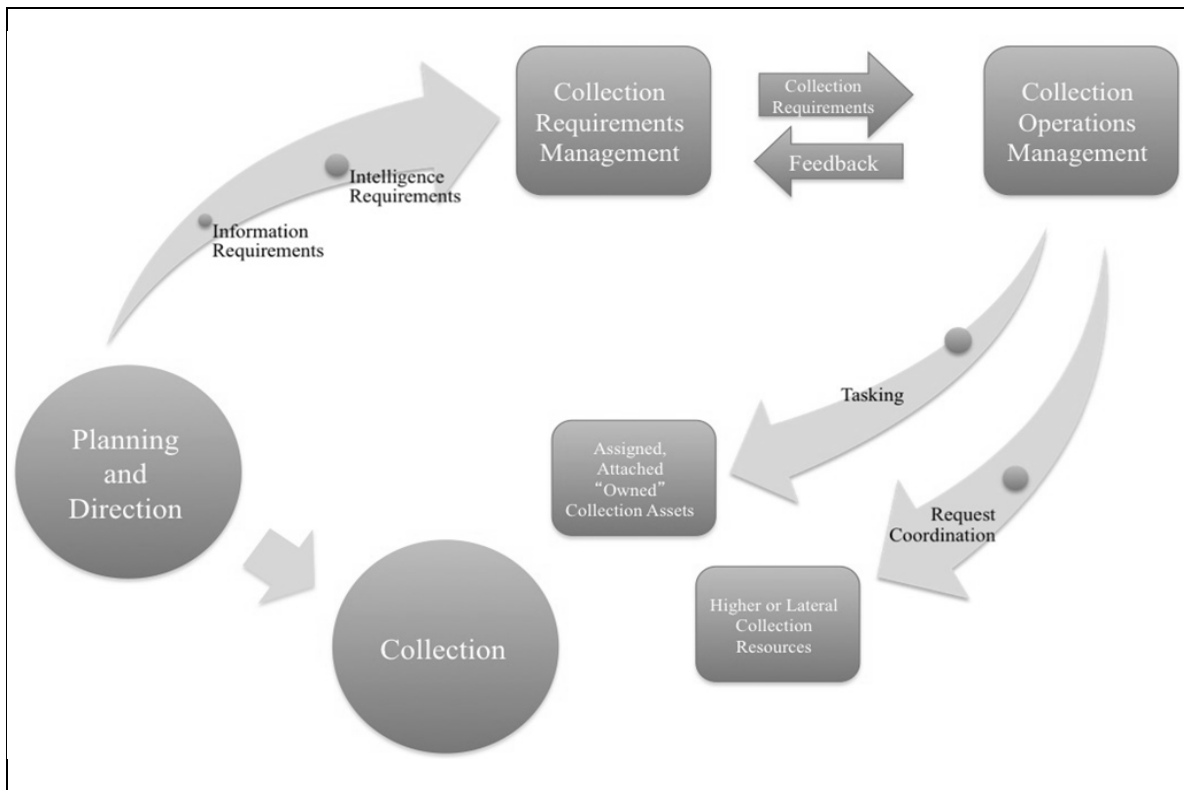 Collection
Requirements
Management
Collection
Requirements
Feedback
Collection
Operations
Management
Intelligence
Requirements
Information
Requirements
Planning
and
Direction
Tasking
Assigned,
Attached
“Owned”
Collection Assets
Request
Coordination
Collection
Higher or Lateral
Collection
Resources